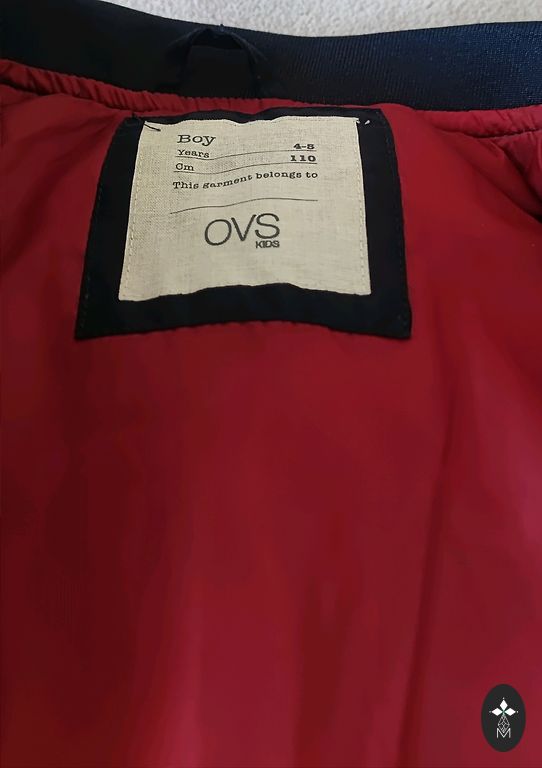 Boy
Years 4-5
Cm 110
This garment belongs to
OVS
KIDS
M